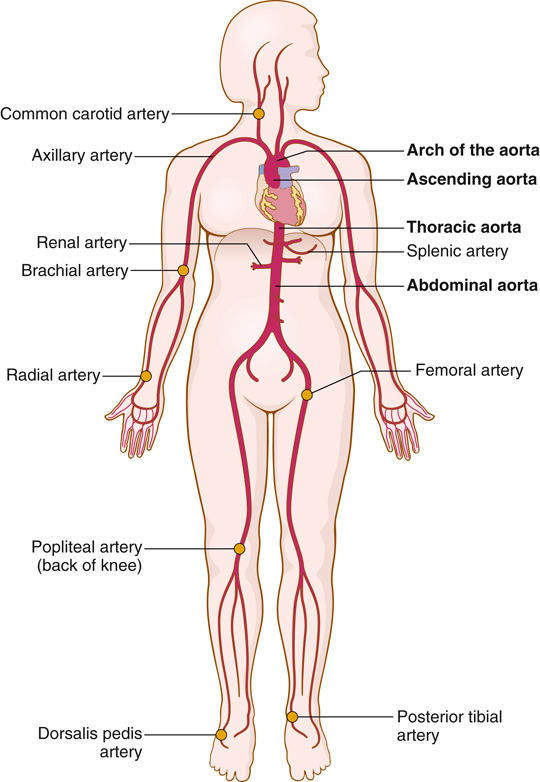 Common carotid artery
Axillary artery
Arch of the aorta
Ascending aorta
Thoracic aorta
Renal artery
Splenic artery
Brachial artery
Abdominal aorta
Radial artery
Femoral artery
Popliteal artery
(back of knee)
Posterior tibial
artery
Dorsalis pedis
artery